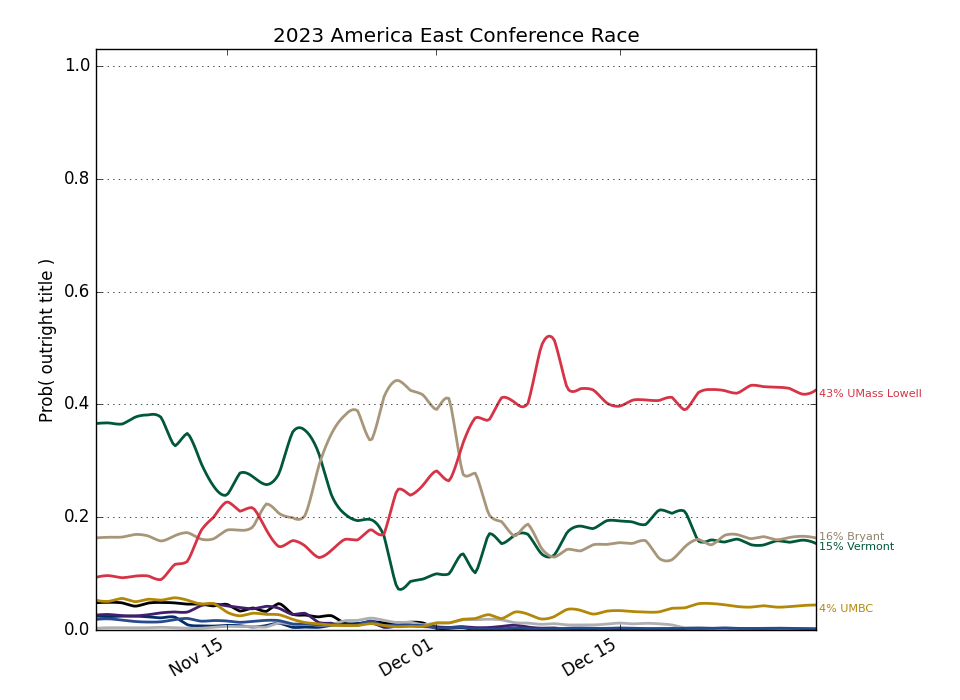 2023 America East Conference Race
Prob( outright title )
1.0
0.8
0.6
0.4
0.2
0.0
Nov 15
Dec 01
Dec 15
43% UMass Lowell
16% Bryant
15% Vermont
4% UMBC